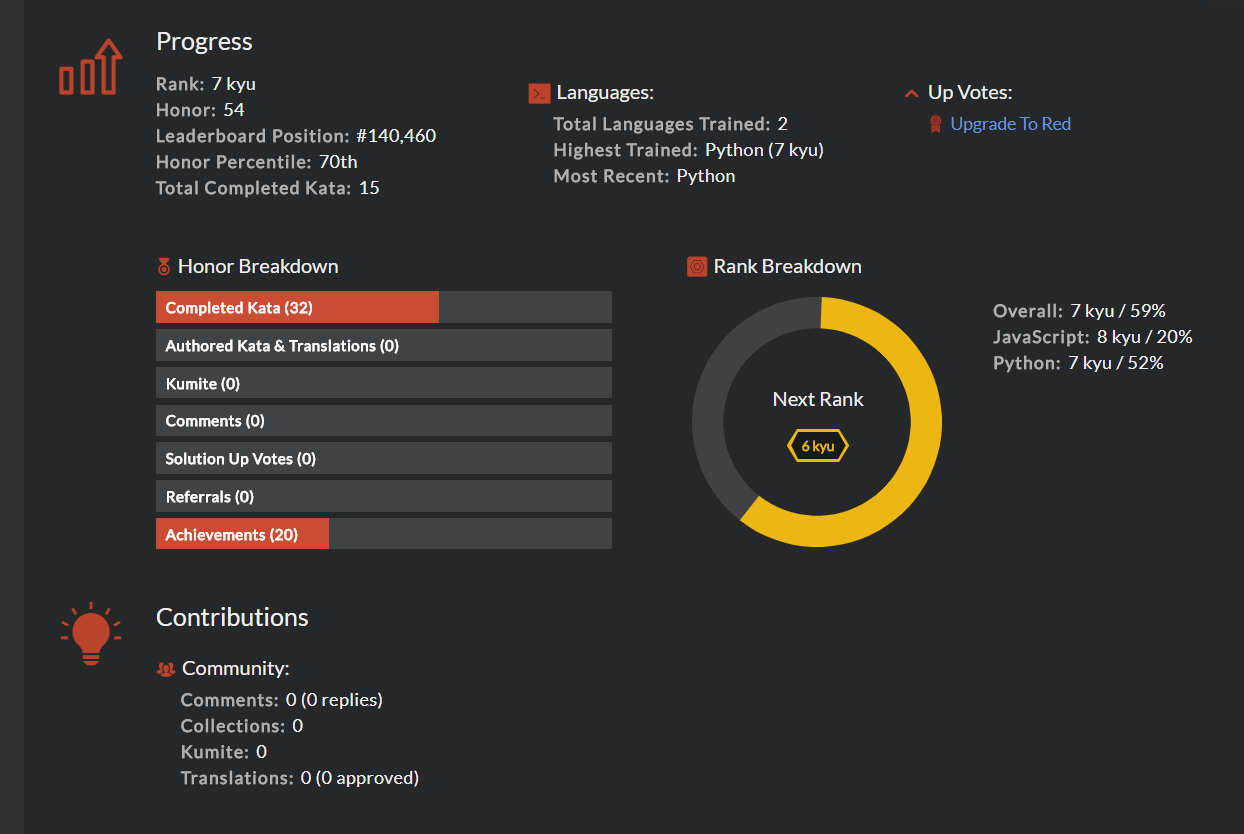 Progress
Rank: 7 kyu
Honor: 54
Leaderboard Position: #140,460
Honor Percentile: 70th
Total Completed Kata: 15
Languages:
Total Languages Trained: 2
Highest Trained: Python (7 kyu)
Most Recent: Python
Up Votes:
Upgrade To Red
Honor Breakdown
Completed Kata (32)
Authored Kata & Translations (0)
Kumite (0)
Comments (0)
Solution Up Votes (0)
Referrals (0)
Achievements (20)
Rank Breakdown
Next Rank
6 kyu
Overall: 7 kyu / 59%
JavaScript: 8 kyu / 20%
Python: 7 kyu / 52%
Contributions
Community:
Comments: 0 (0 replies)
Collections: 0
Kumite: 0
Translations: 0 (0 approved)